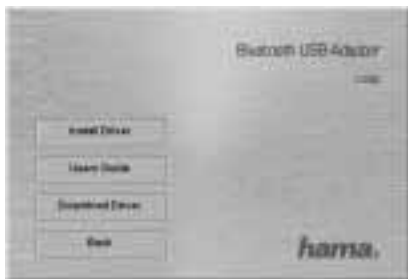 Bluetooth USB-Adapter
Install Driver
Users Guide
Download Driver
Back
hama.